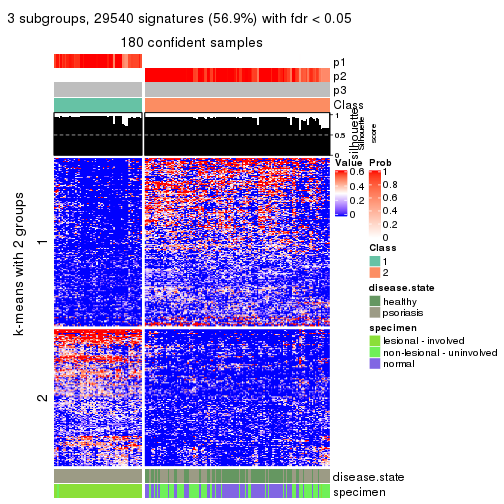 3 subgroups, 29540 signatures (56.9%) with fdr < 0.05
180 confident samples
p1
p2
p3
Class
silhouette
Silhouette
score
1
0.5
0
k-means with 2 groups
1
2
Value
0.6
0.4
0.2
0
Prob
1
0.8
0.6
0.4
0.2
0
Class
1
2
disease.state
healthy
psoriasis
specimen
lesional - involved
non-lesional - uninvolved
normal
disease.state
specimen